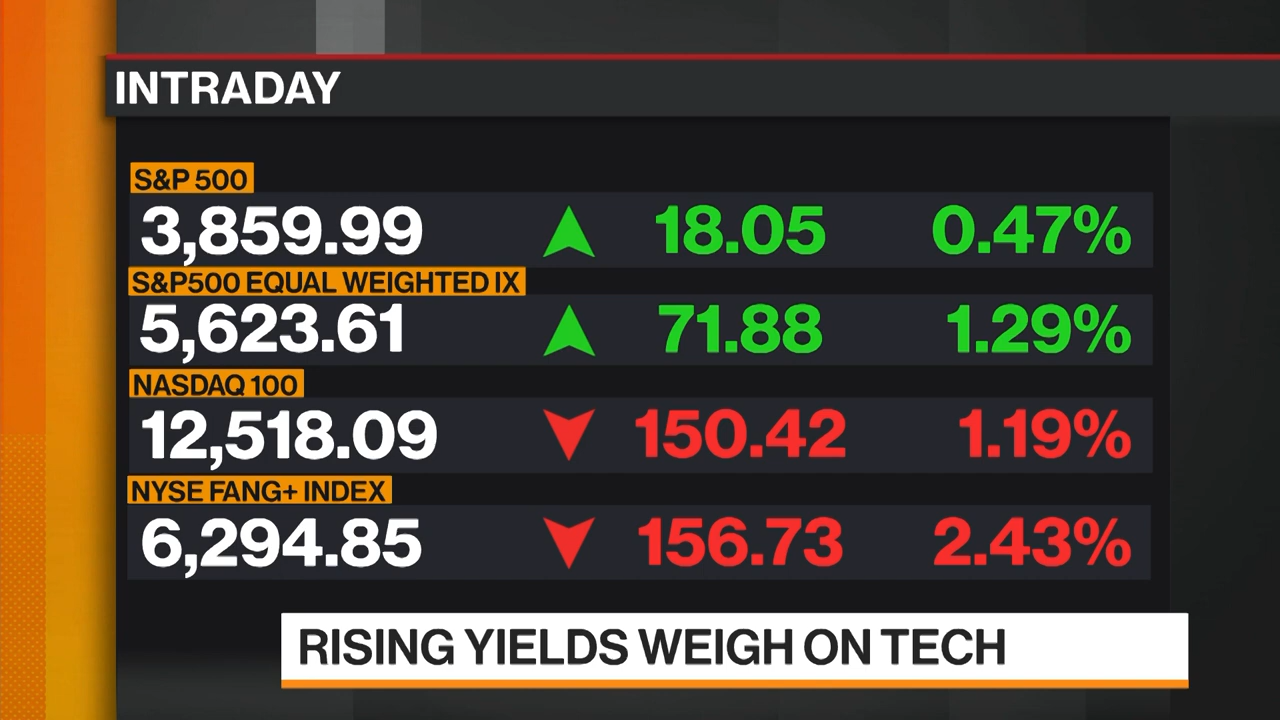 INTRADAY
S&P 500
3,859.99 18.05 0.47%
S&P500 EQUAL WEIGHTED IX
5,623.61 71.88 1.29%
NASDAQ 100
12,518.09 150.42 1.19%
NYSE FANG+ INDEX
6,294.85 156.73 2.43%
RISING YIELDS WEIGH ON TECH